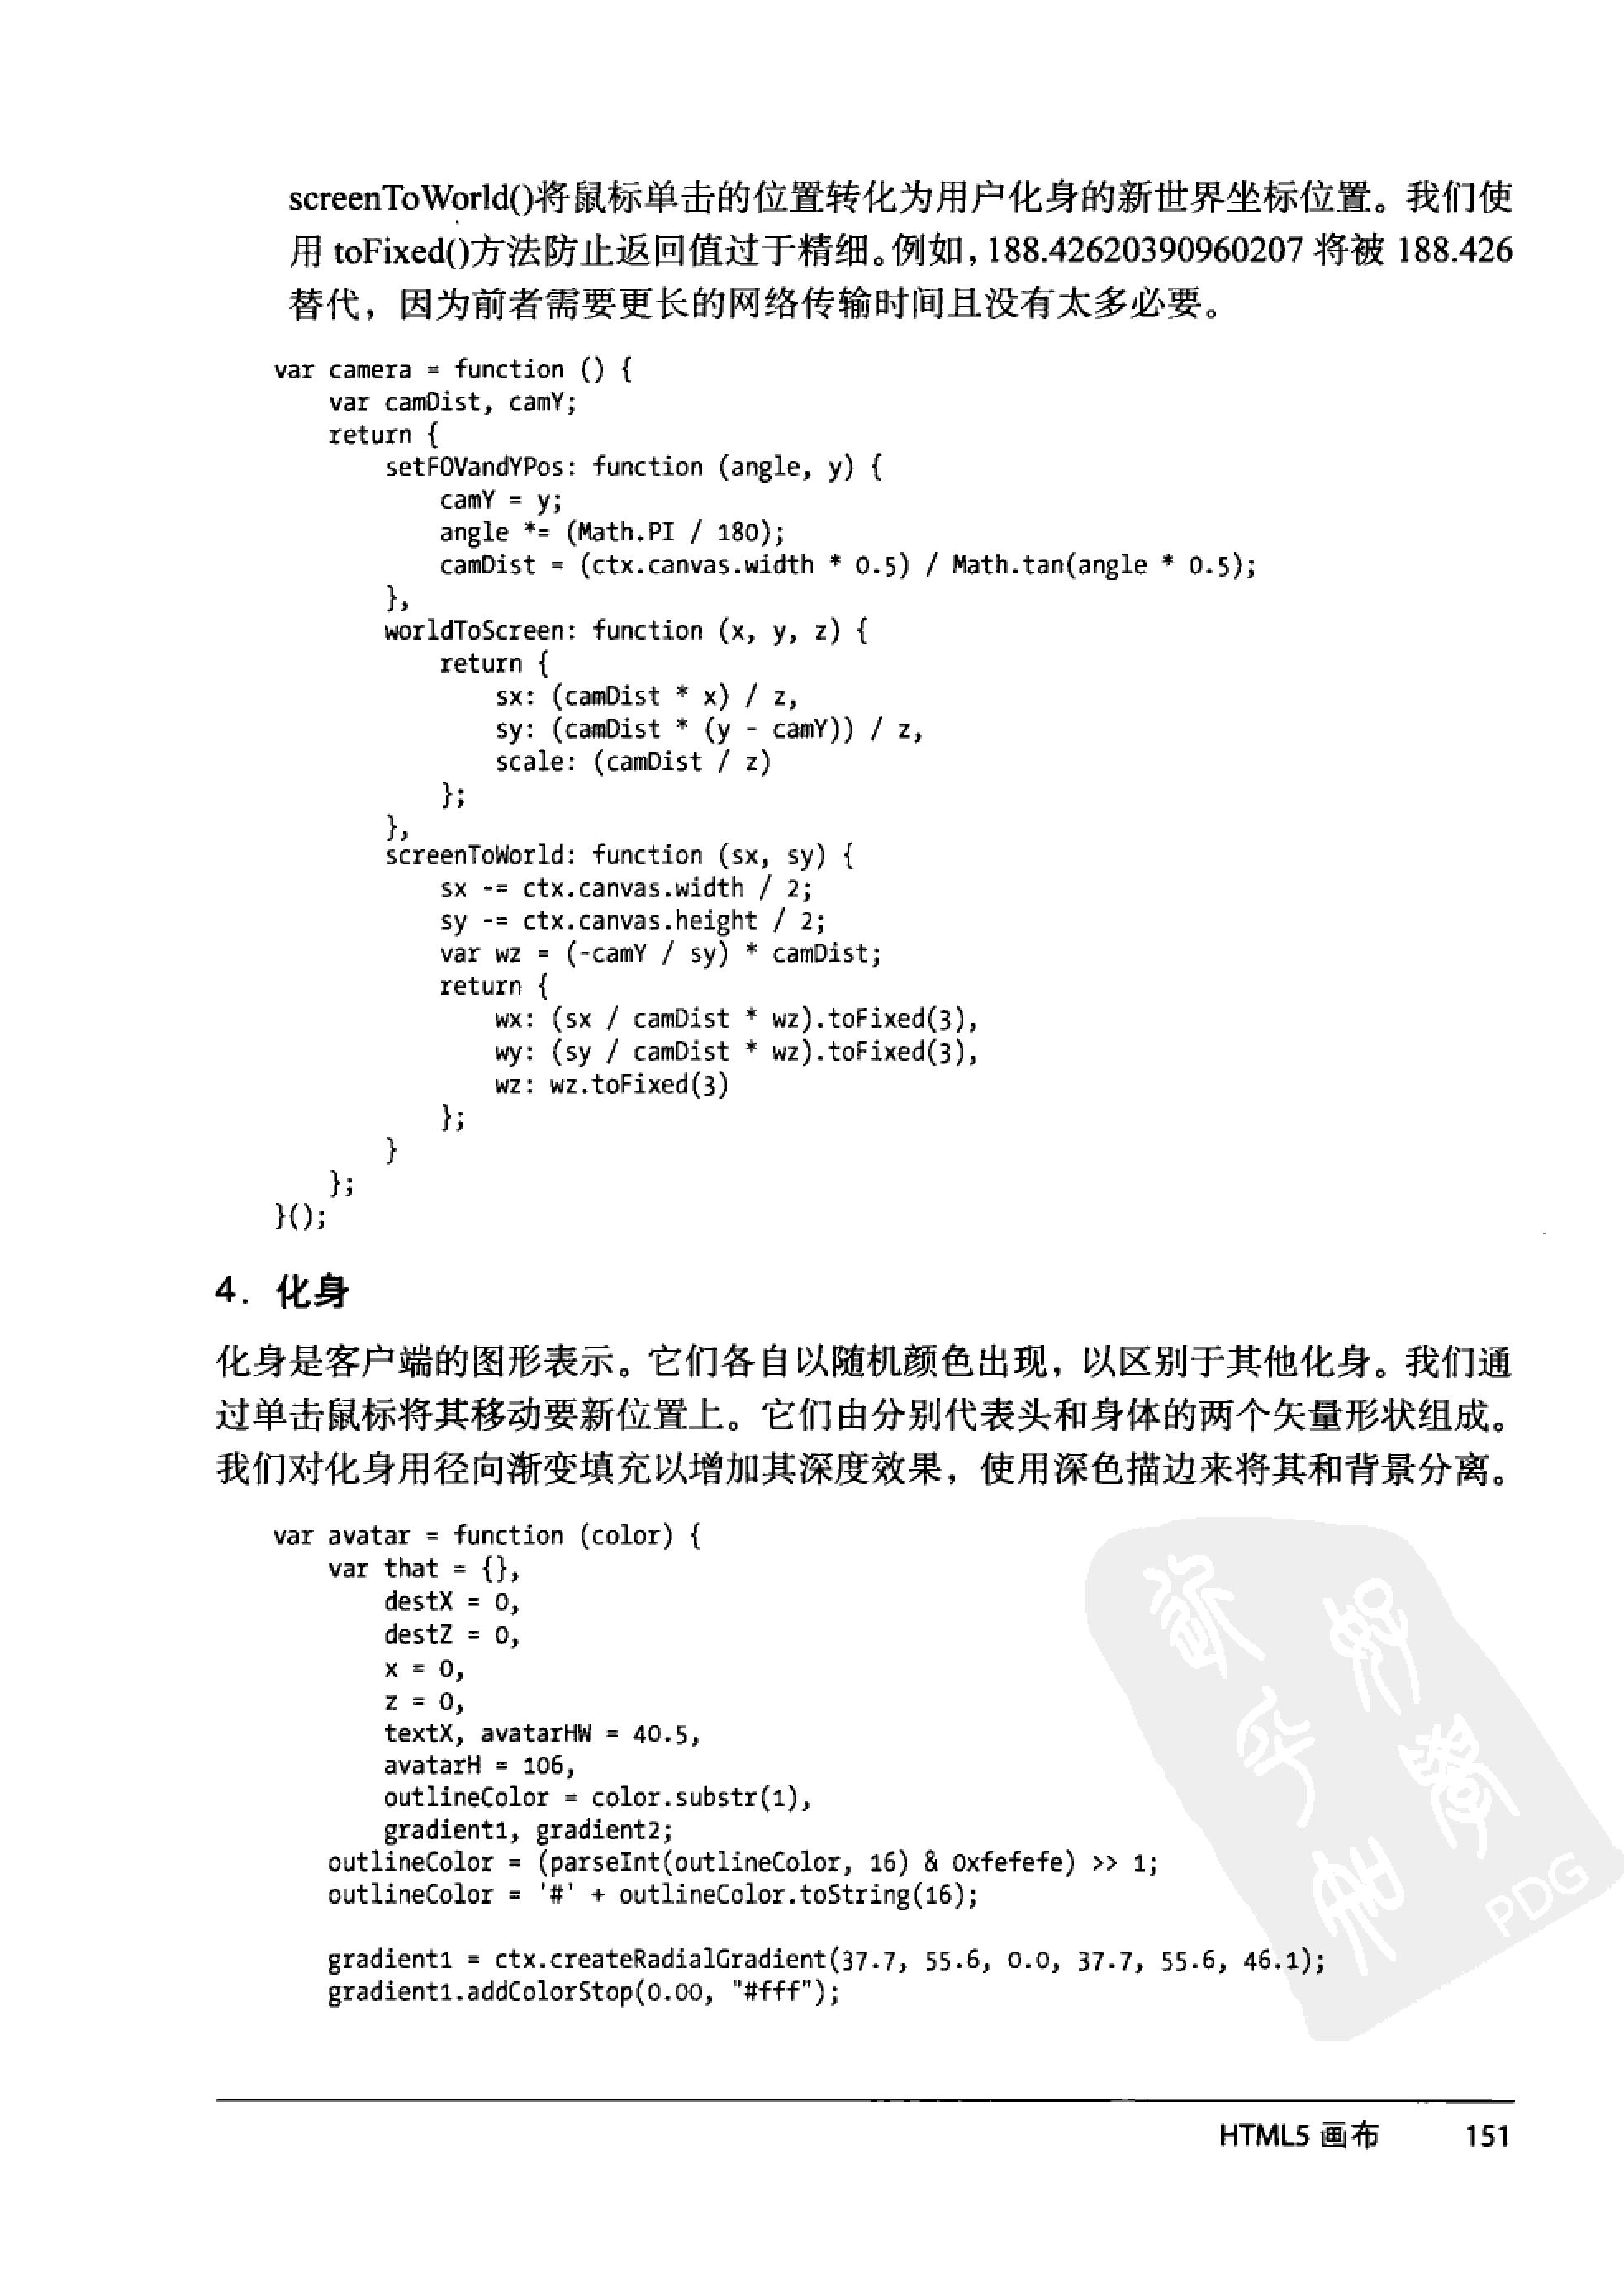 screenToWorld()将鼠标单击的位置转化为用户化身的新世界坐标位置。我们使
用 toFixed()方法防止返回值过于精细。例如，188.42620390960207 将被 188.426
替代，因为前者需要更长的网络传输时间且没有太多必要。
var camera = function () {
    var camDist, camY;
    return {
        setFOVandYPos: function (angle, y) {
            camY = y;
            angle *= (Math.PI / 180);
            camDist = (ctx.canvas.width * 0.5) / Math.tan(angle * 0.5);
        },
        worldToScreen: function (x, y, z) {
            return {
                sx: (camDist * x) / z,
                sy: (camDist * (y - camY)) / z,
                scale: (camDist / z)
            };
        },
        screenToWorld: function (sx, sy) {
            sx -= ctx.canvas.width / 2;
            sy -= ctx.canvas.height / 2;
            var wz = (-camY / sy) * camDist;
            return {
                wx: (sx / camDist * wz).toFixed(3),
                wy: (sy / camDist * wz).toFixed(3),
                wz: wz.toFixed(3)
            };
        }
    };
}();
4. 化身
化身是客户端的图形表示。它们各自以随机颜色出现，以区别于其他化身。我们通
过单击鼠标将其移动要新位置上。它们由分别代表头和身体的两个矢量形状组成。
我们对化身用径向渐变填充以增加其深度效果，使用深色描边来将其和背景分离。
var avatar = function (color) {
    var that = {},
        destX = 0,
        destZ = 0,
        x = 0,
        z = 0,
        textX, avatarHW = 40.5,
        avatarH = 106,
        outlineColor = color.substr(1),
        gradient1, gradient2;
    outlineColor = (parseInt(outlineColor, 16) & 0xfefefe) >> 1;
    outlineColor = '#' + outlineColor.toString(16);
    gradient1 = ctx.createRadialGradient(37.7, 55.6, 0.0, 37.7, 55.6, 46.1);
    gradient1.addColorStop(0.00, "#fff");
PDG
HTML5 画布 151